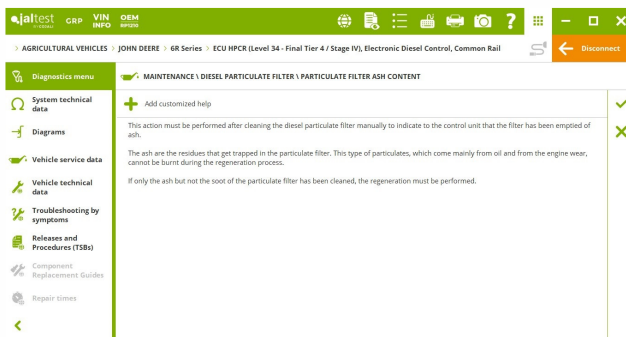 jaltest GRP VIN INFO OEM
> AGRICULTURAL VEHICLES > JOHN DEERE > 6R Series > ECU HPCR (Level 34 - Final Tier 4 / Stage IV), Electronic Diesel Control, Common Rail
Disconnect
Diagnostics menu
System technical
data
Diagrams
Vehicle service data
Vehicle technical
data
Troubleshooting by
symptoms
Releases and
Procedures (TSBs)
Component
Replacement Guides
Repair times
MAINTENANCE \ DIESEL PARTICULATE FILTER \ PARTICULATE FILTER ASH CONTENT
Add customized help
This action must be performed after cleaning the diesel particulate filter manually to indicate to the control unit that the filter has been emptied of
ash.
The ash are the residues that get trapped in the particulate filter. This type of particulates, which come mainly from oil and from the engine wear,
cannot be burnt during the regeneration process.
If only the ash but not the soot of the particulate filter has been cleaned, the regeneration must be performed.